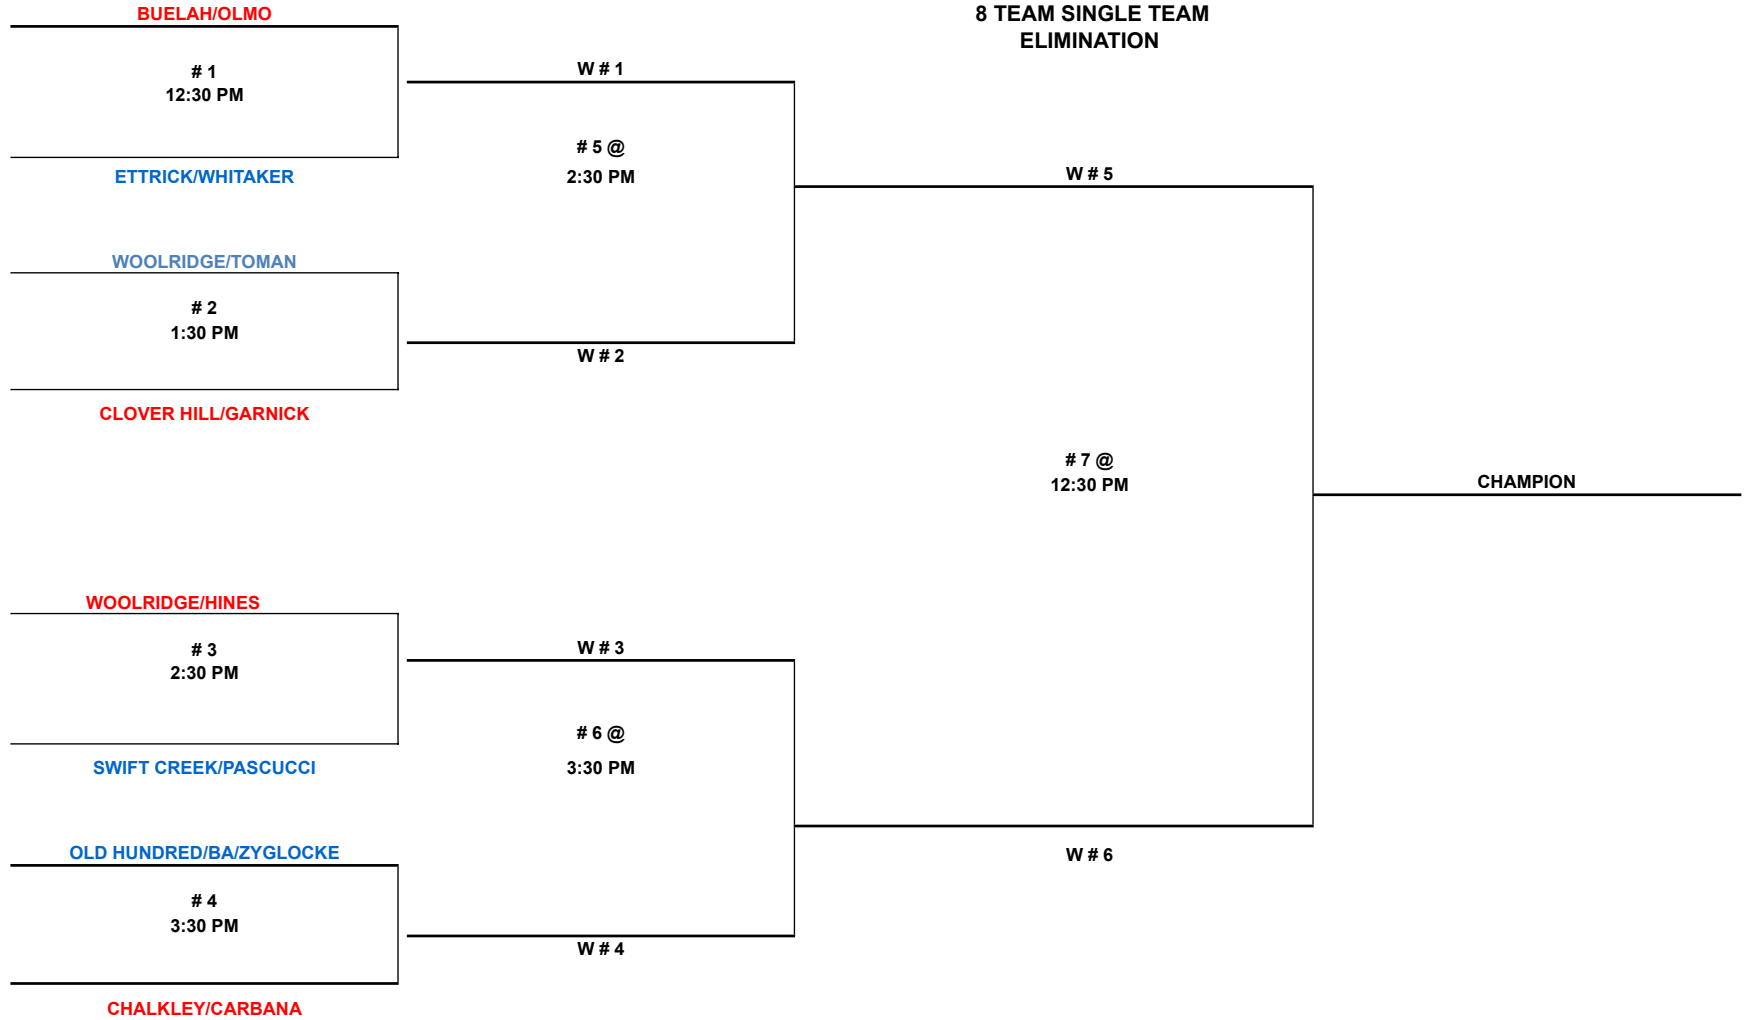 BUELAH/OLMO
8 TEAM SINGLE TEAM
ELIMINATION
# 1
12:30 PM
W # 1
ETTRICK/WHITAKER
# 5 @
2:30 PM
W # 5
WOOLRIDGE/TOMAN
# 2
1:30 PM
W # 2
CLOVER HILL/GARNICK
# 7 @
12:30 PM
CHAMPION
WOOLRIDGE/HINES
# 3
2:30 PM
W # 3
SWIFT CREEK/PASCUCCI
# 6 @
3:30 PM
OLD HUNDRED/BA/ZYGLOCKE
W # 6
# 4
3:30 PM
W # 4
CHALKLEY/CARBANA